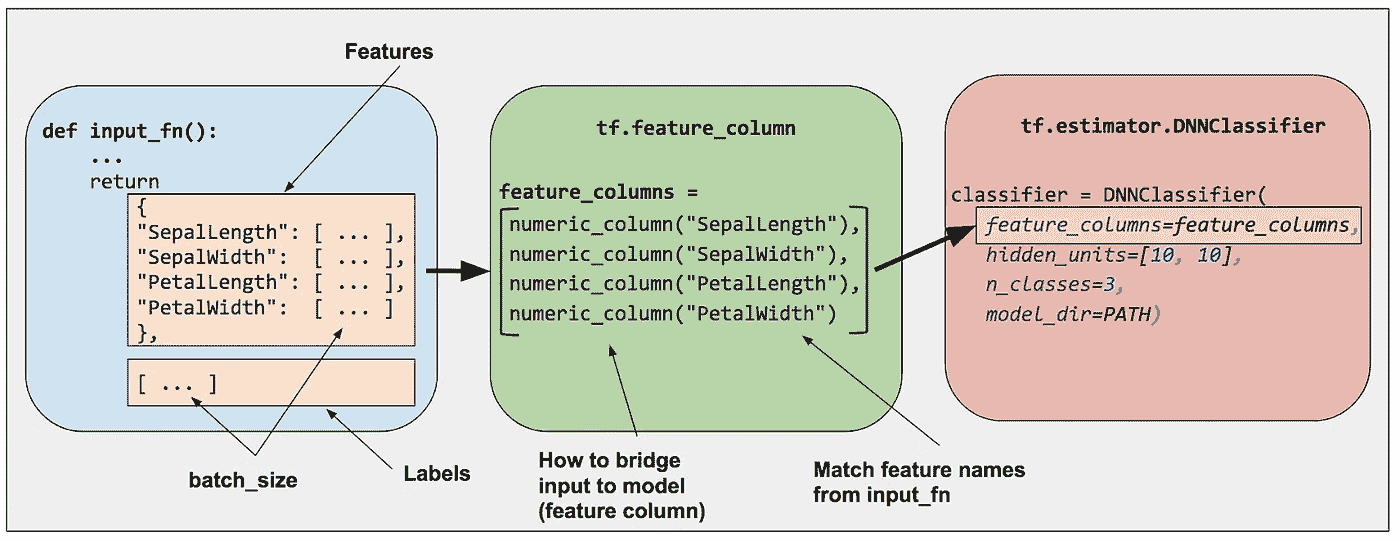 Features
def input_fn():
...
return
{
"SepalLength": [ ... ],
"SepalWidth": [ ... ],
"PetalLength": [ ... ],
"PetalWidth": [ ... ]
},
[ ... ]
batch_size
Labels
tf.feature_column
feature_columns =
numeric_column("SepalLength"),
numeric_column("SepalWidth"),
numeric_column("PetalLength"),
numeric_column("PetalWidth")
How to bridge
input to model
(feature column)
Match feature names
from input_fn
tf.estimator.DNNClassifier
classifier = DNNClassifier(
feature_columns=feature_columns,
hidden_units=[10, 10],
n_classes=3,
model_dir=PATH)